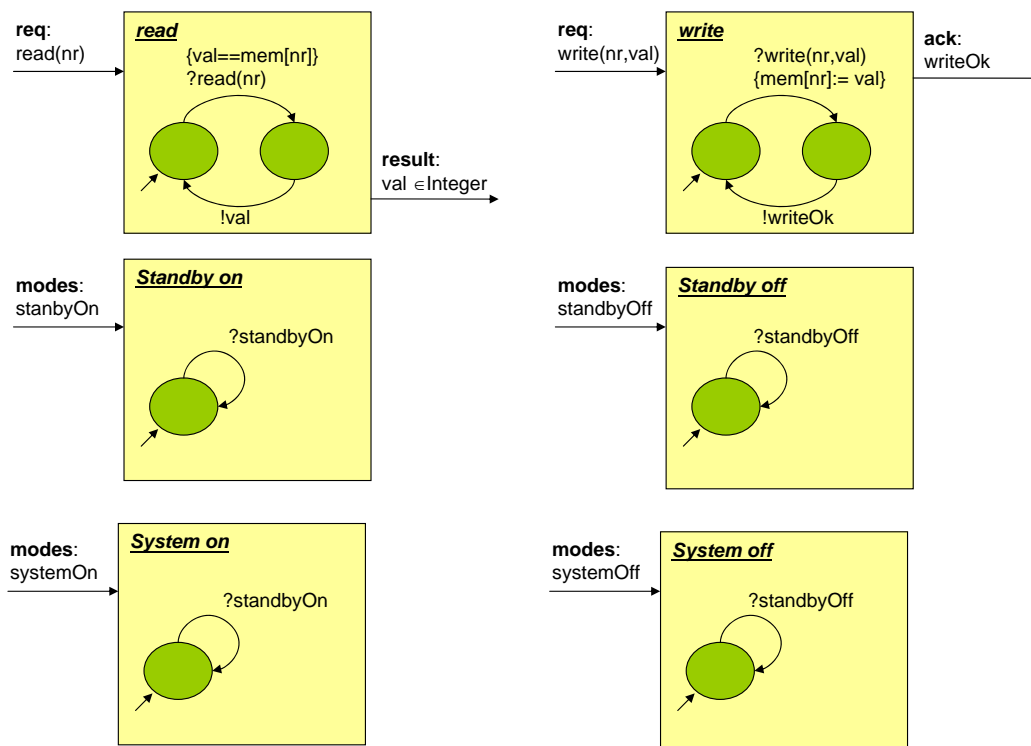 req:
read(nr)
read
{val==mem[nr]}
?read(nr)
!val
result:
val ∈Integer
req:
write(nr,val)
write
?write(nr,val)
{mem[nr]:= val}
!writeOk
ack:
writeOk
modes:
stanbyOn
Standby on
?standbyOn
modes:
standbyOff
Standby off
?standbyOff
modes:
systemOn
System on
?standbyOn
modes:
systemOff
System off
?standbyOff